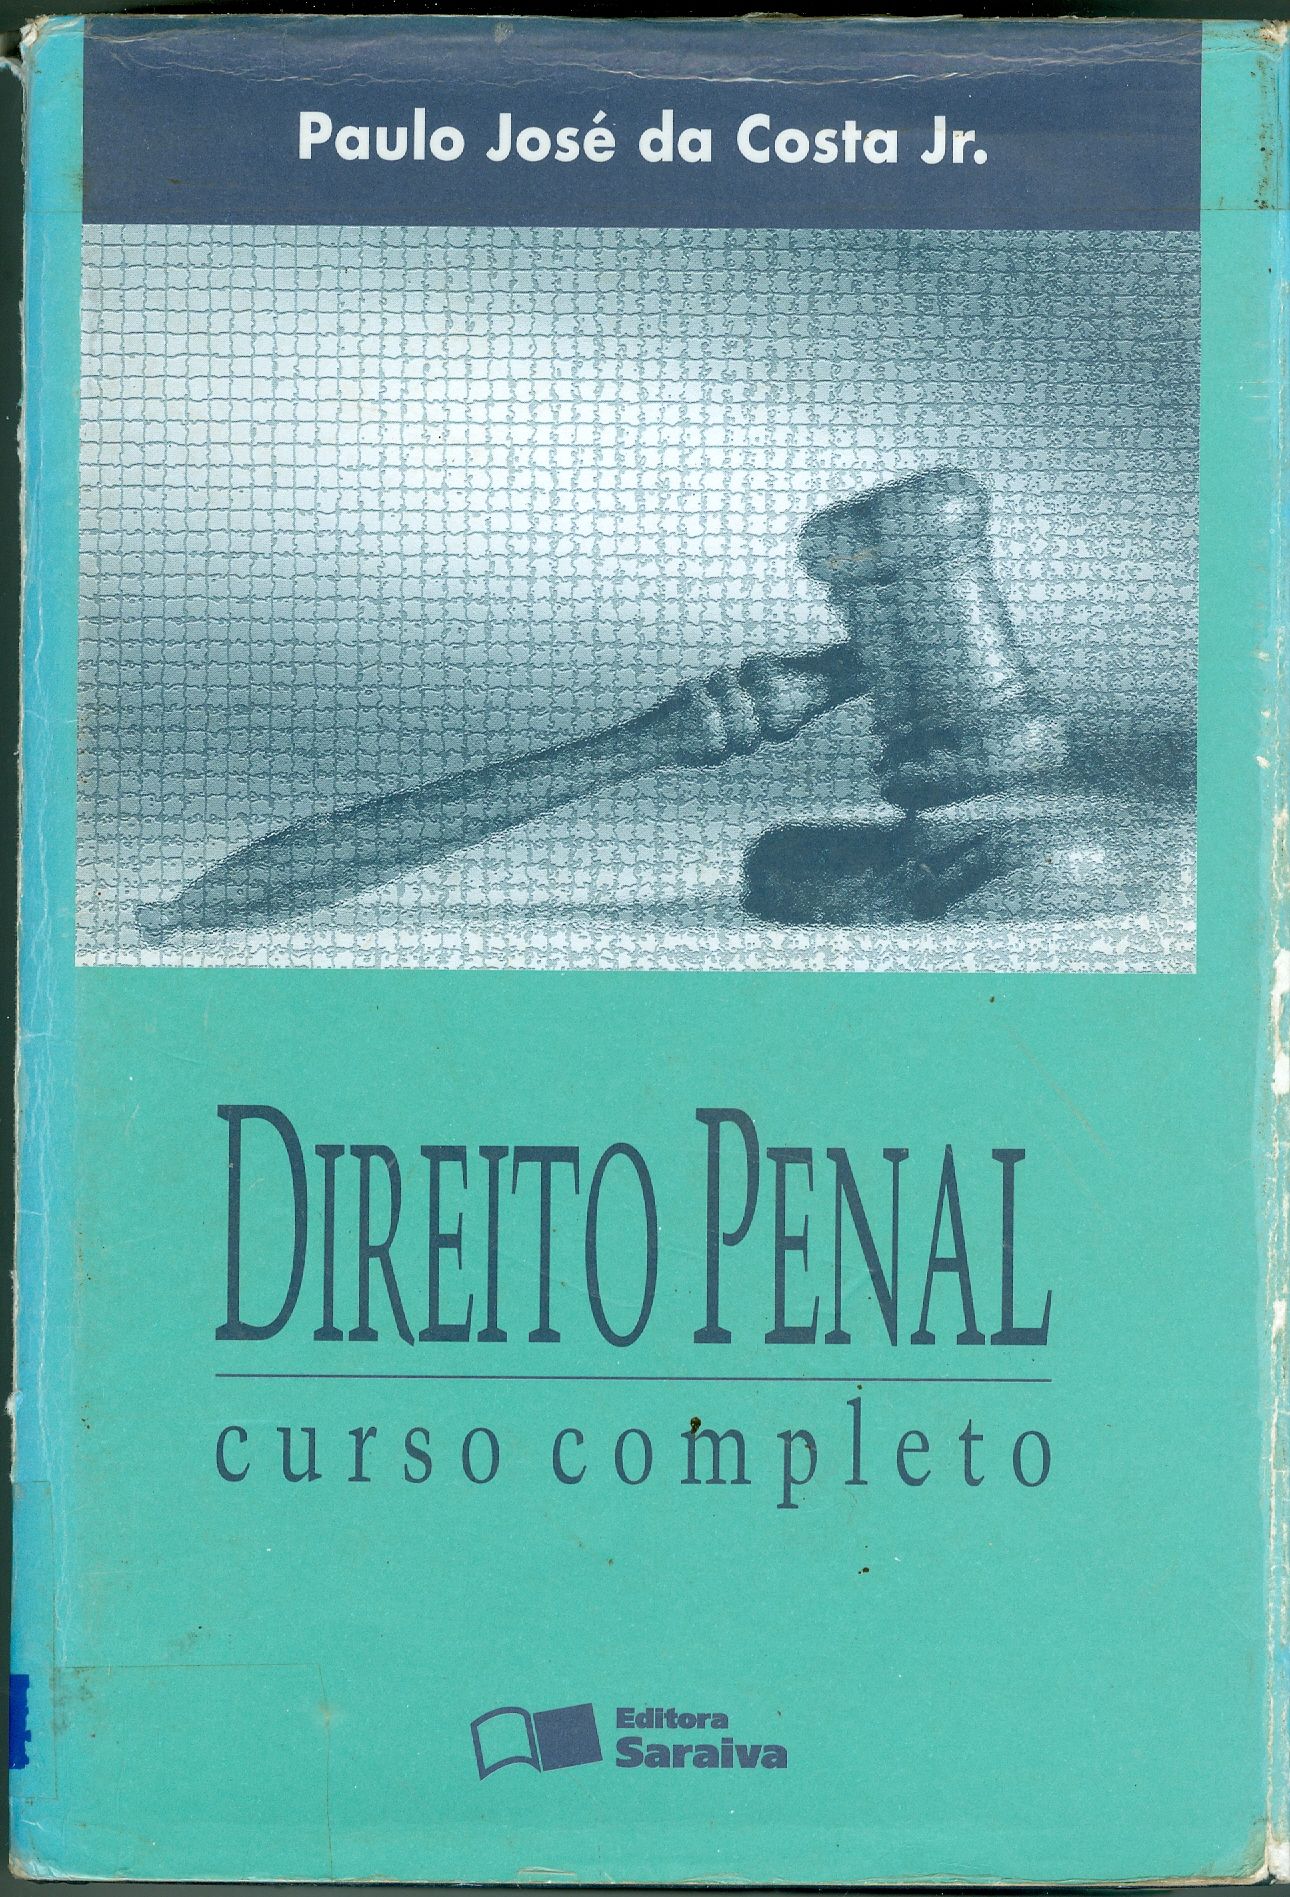 Paulo José da Costa Jr.
DIREITO PENAL
curso completo
Editora
Saraiva